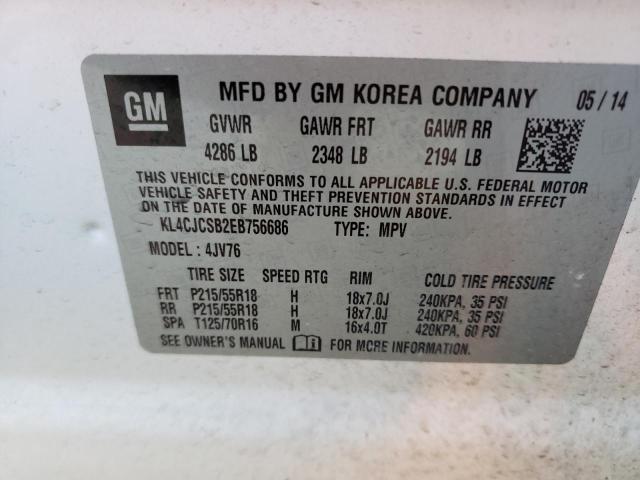 GM
MFD BY GM KOREA COMPANY 05 / 14
GVWR GAWR FRT GAWR RR
4286 LB 2348 LB 2194 LB
THIS VEHICLE CONFORMS TO ALL APPLICABLE U.S. FEDERAL MOTOR
VEHICLE SAFETY AND THEFT PREVENTION STANDARDS IN EFFECT ON
THE DATE OF MANUFACTURE SHOWN ABOVE.
KL4CJCSB2EB756686 TYPE: MPV
MODEL: 4JV76
TIRE SIZE SPEED RTG RIM COLD TIRE PRESSURE
FRT P215/55R18 H 18x7.0J 240KPA, 35 PSI
RR P215/55R18 H 18x7.0J 240KPA, 35 PSI
SPA T125/70R16 M 16x4.0T 420KPA, 60 PSI
SEE OWNER'S MANUAL i FOR MORE INFORMATION.